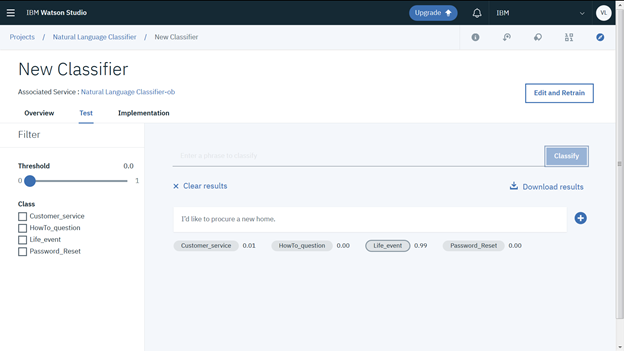 IBM Watson Studio
Upgrade
IBM
VL
Projects / Natural Language Classifier / New Classifier
New Classifier
Associated Service : Natural Language Classifier-ob
Edit and Retrain
Overview Test Implementation
Filter
Threshold 0.0
0 1
Class
Customer_service
HowTo_question
Life_event
Password_Reset
Enter a phrase to classify
Classify
× Clear results
Download results
I'd like to procure a new home.
Customer_service 0.01 HowTo_question 0.00 Life_event 0.99 Password_Reset 0.00